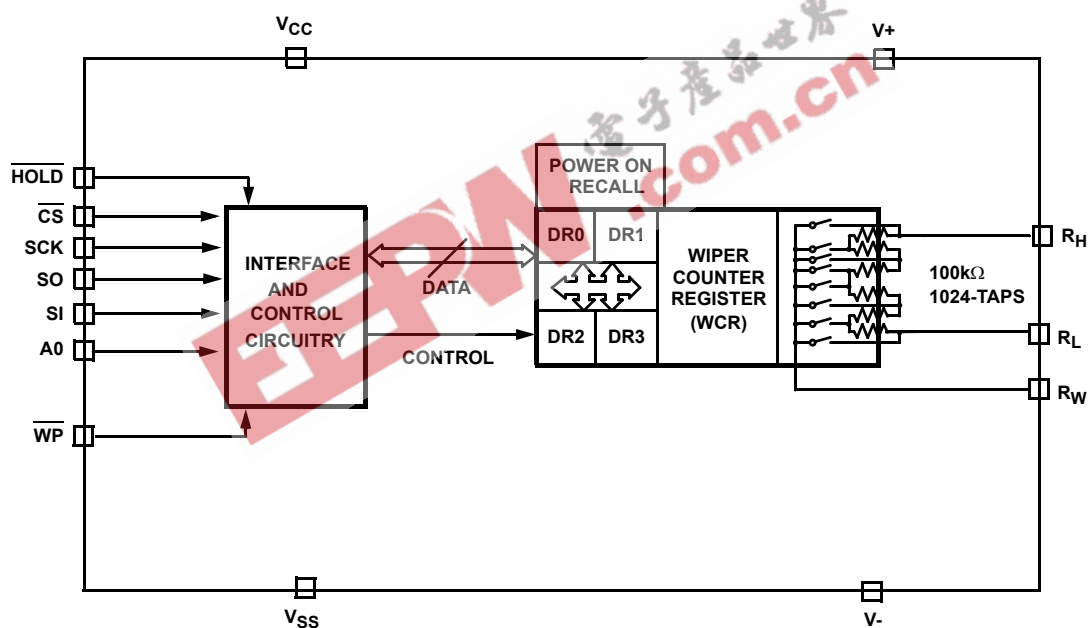 VCC
V+
電子產品世界
EEPW.com.cn
HOLD
CS
SCK
SO
SI
A0
WP
INTERFACE
AND
CONTROL
CIRCUITRY
DATA
CONTROL
POWER ON
RECALL
DR0
DR1
DR2
DR3
WIPER
COUNTER
REGISTER
(WCR)
100kΩ
1024-TAPS
RH
RL
RW
VSS
V-